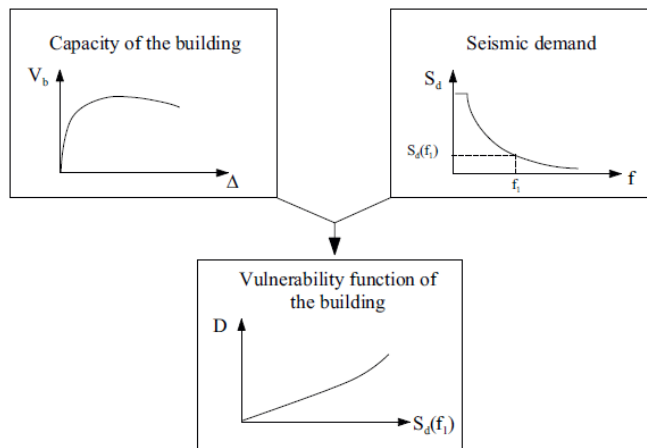 Capacity of the building
V_b
Δ
Seismic demand
S_d
S_d(f_1)
f_1
f
Vulnerability function of
the building
D
S_d(f_1)